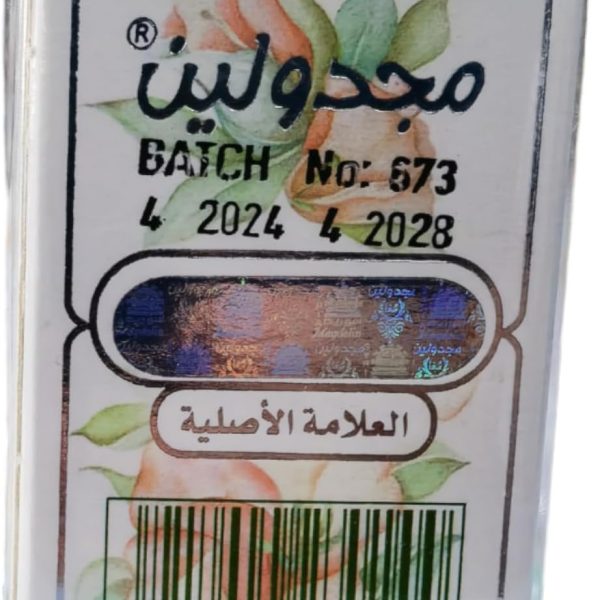 مجدولين®
BATCH No: 673
4 2024 4 2028
العلامة الأصلية